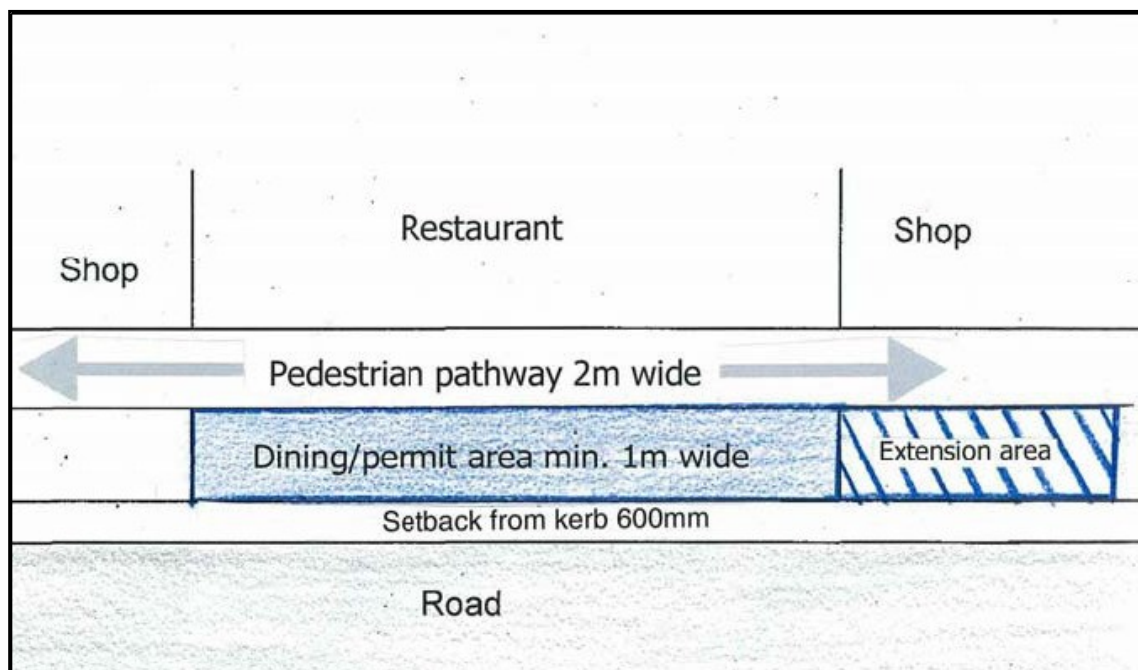 Restaurant
Shop
Shop
Pedestrian pathway 2m wide
Dining/permit area min. 1m wide
Extension area
Setback from kerb 600mm
Road